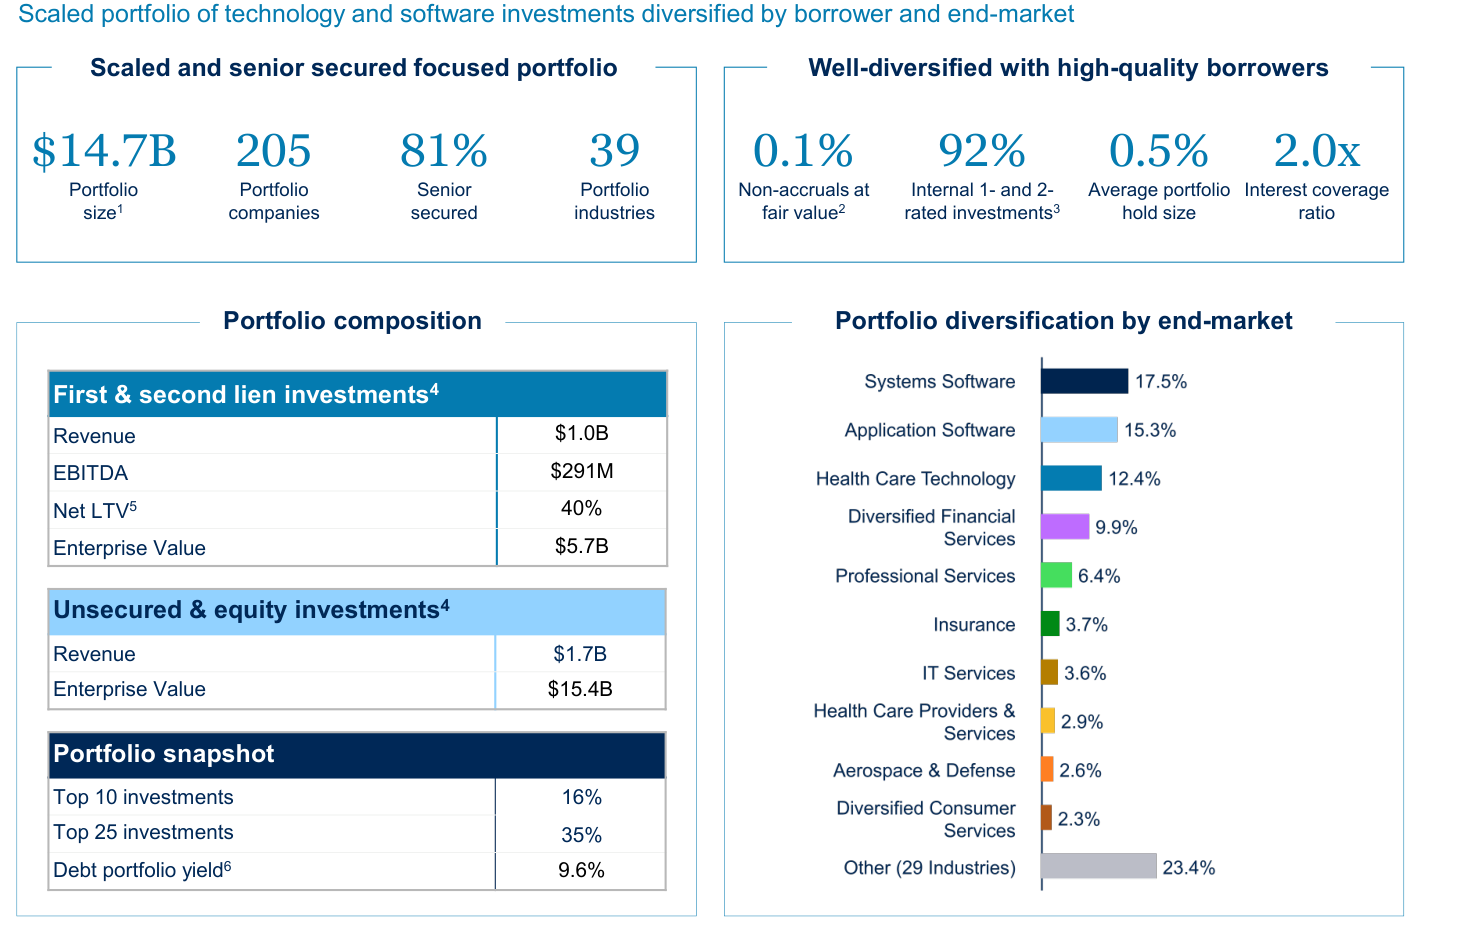 Scaled portfolio of technology and software investments diversified by borrower and end-market
Scaled and senior secured focused portfolio
$14.7B
Portfolio
size¹
205
Portfolio
companies
81%
Senior
secured
39
Portfolio
industries
Well-diversified with high-quality borrowers
0.1%
Non-accruals at
fair value²
92%
Internal 1- and 2-
rated investments³
0.5%
Average portfolio
hold size
2.0x
Interest coverage
ratio
Portfolio composition
First & second lien investments⁴
Revenue $1.0B
EBITDA $291M
Net LTV⁵ 40%
Enterprise Value $5.7B
Unsecured & equity investments⁴
Revenue $1.7B
Enterprise Value $15.4B
Portfolio snapshot
Top 10 investments 16%
Top 25 investments 35%
Debt portfolio yield⁶ 9.6%
Portfolio diversification by end-market
Systems Software 17.5%
Application Software 15.3%
Health Care Technology 12.4%
Diversified Financial
Services 9.9%
Professional Services 6.4%
Insurance 3.7%
IT Services 3.6%
Health Care Providers &
Services 2.9%
Aerospace & Defense 2.6%
Diversified Consumer
Services 2.3%
Other (29 Industries) 23.4%